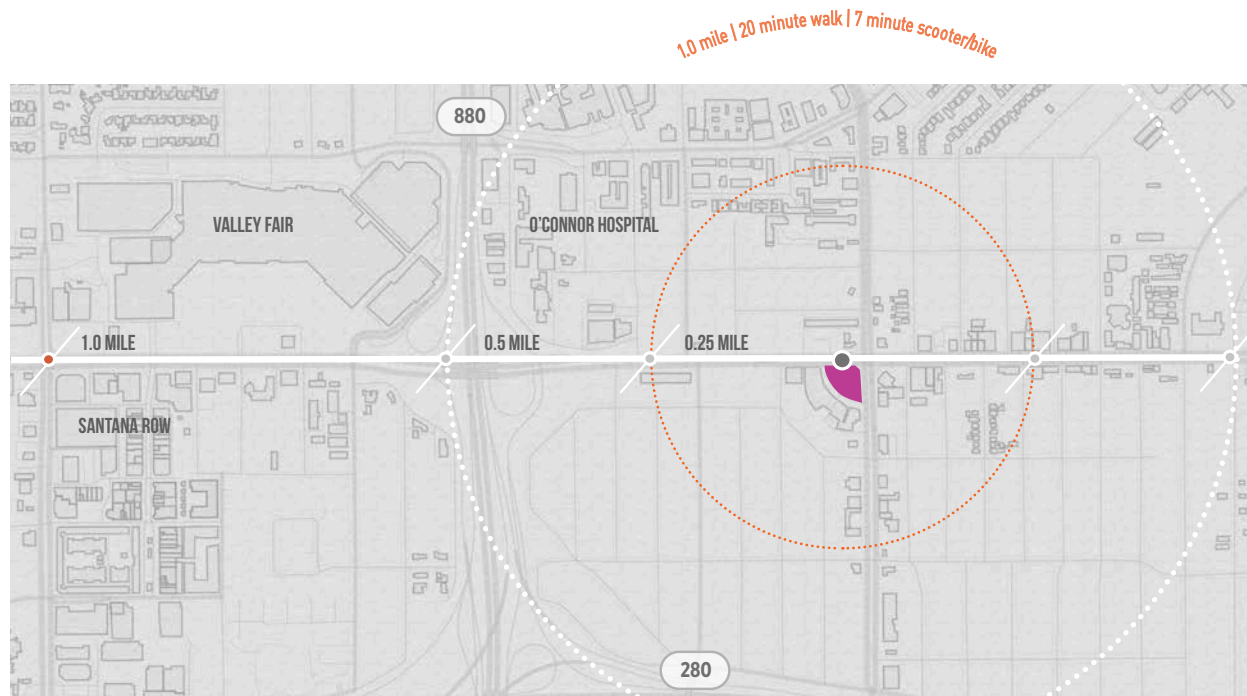 1.0 mile | 20 minute walk | 7 minute scooter/bike
880
VALLEY FAIR
O'CONNOR HOSPITAL
1.0 MILE
0.5 MILE
0.25 MILE
SANTANA ROW
280